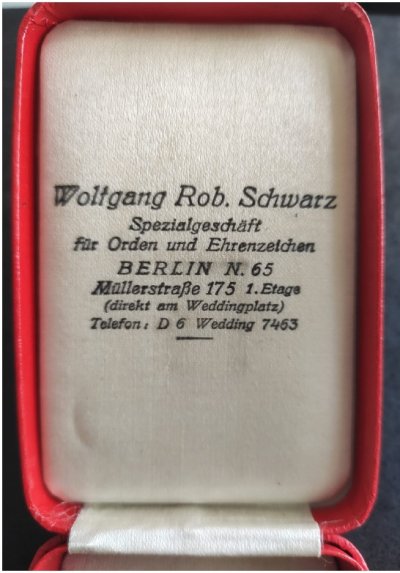 Wolfgang Rob. Schwarz
Spezialgeschäft
für Orden und Ehrenzeichen
BERLIN N. 65
Müllerstraße 175 1. Etage
(direkt am Weddingplatz)
Telefon: D 6 Wedding 7463